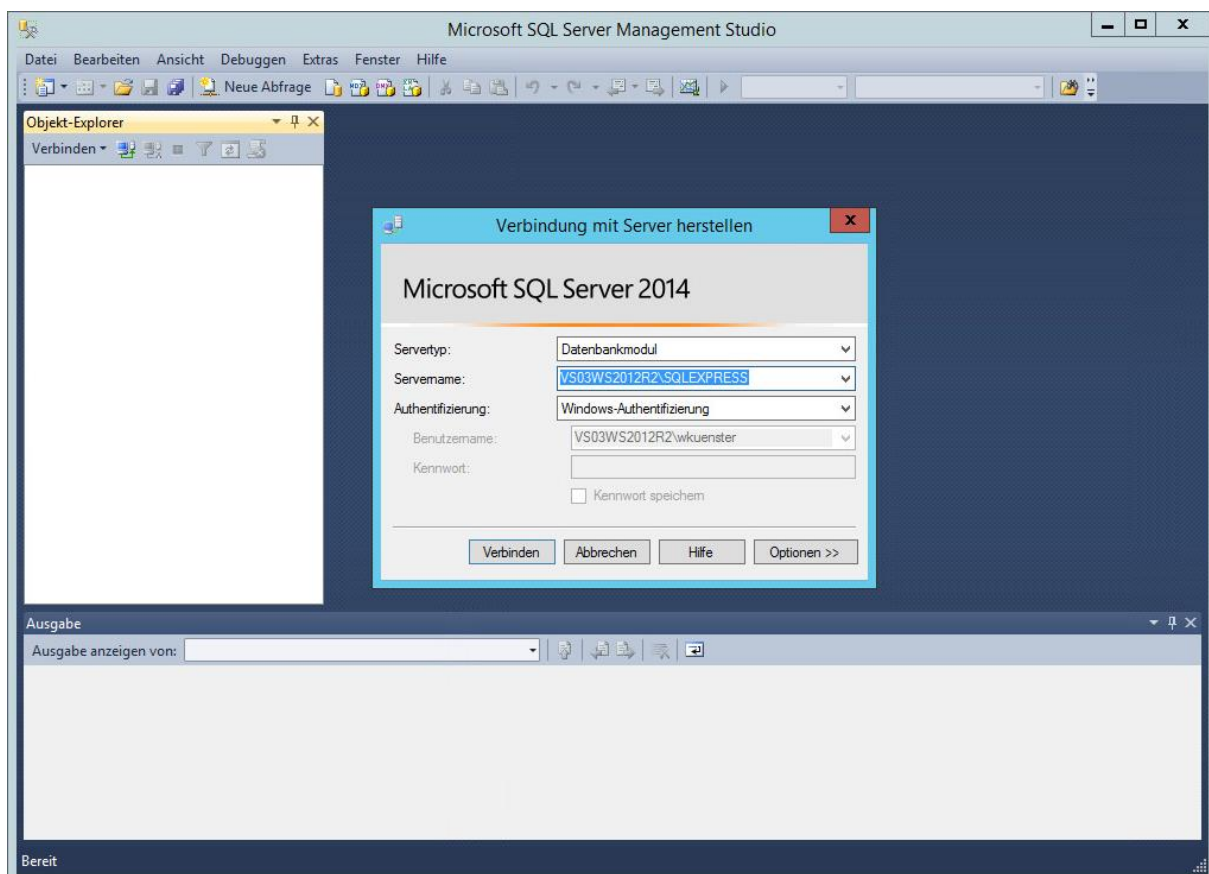 Microsoft SQL Server Management Studio
Datei Bearbeiten Ansicht Debuggen Extras Fenster Hilfe
Neue Abfrage
Objekt-Explorer
Verbinden
Verbindung mit Server herstellen
Microsoft SQL Server 2014
Servertyp: Datenbankmodul
Servername: VS03WS2012R2\SQLEXPRESS
Authentifizierung: Windows-Authentifizierung
Benutzername: VS03WS2012R2\wkuenster
Kennwort:
Kennwort speichern
Verbinden Abbrechen Hilfe Optionen >>
Ausgabe
Ausgabe anzeigen von:
Bereit